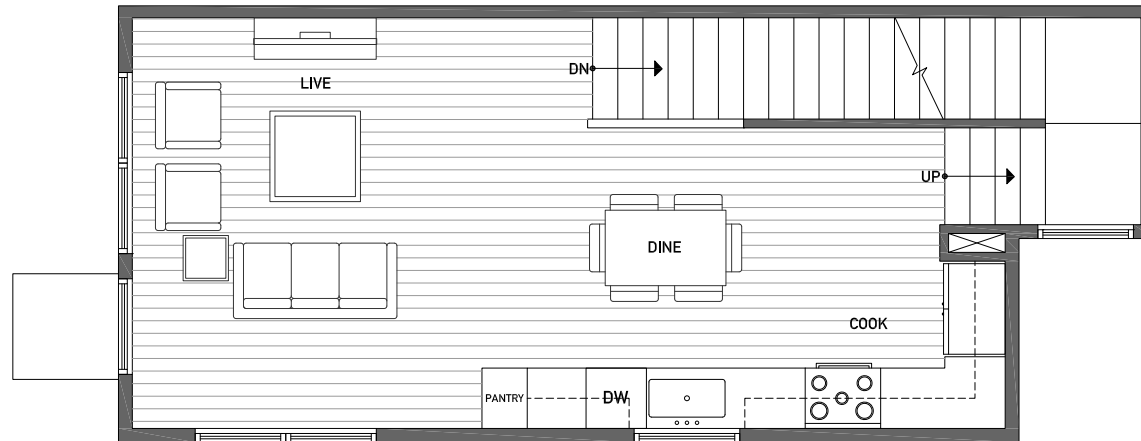 LIVE
DN
UP
DINE
COOK
PANTRY
DW